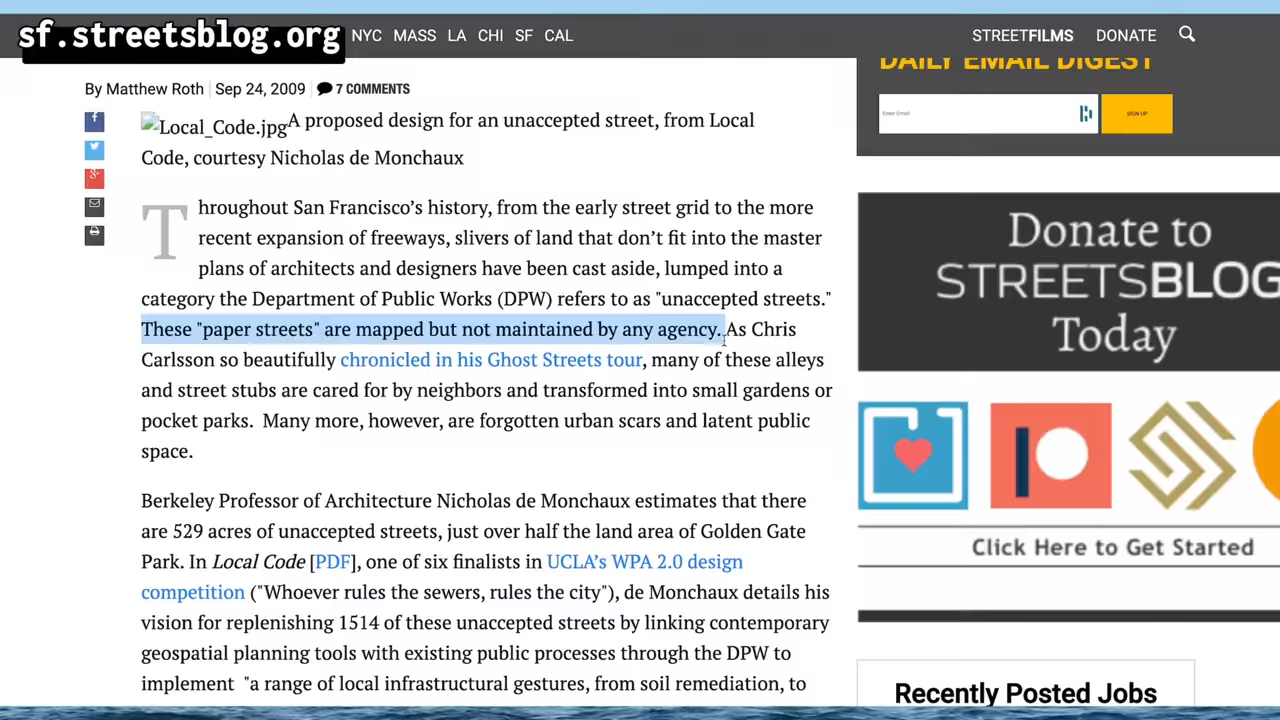 sf.streetsblog.org
NYC MASS LA CHI SF CAL
STREETFILMS DONATE
DAILY EMAIL DIGEST
Enter Email
SIGN UP
By Matthew Roth Sep 24, 2009 7 COMMENTS
Local_Code.jpgA proposed design for an unaccepted street, from Local
Code, courtesy Nicholas de Monchaux
Throughout San Francisco’s history, from the early street grid to the more
recent expansion of freeways, slivers of land that don’t fit into the master
plans of architects and designers have been cast aside, lumped into a
category the Department of Public Works (DPW) refers to as "unaccepted streets."
These "paper streets" are mapped but not maintained by any agency. As Chris
Carlsson so beautifully chronicled in his Ghost Streets tour, many of these alleys
and street stubs are cared for by neighbors and transformed into small gardens or
pocket parks. Many more, however, are forgotten urban scars and latent public
space.
Berkeley Professor of Architecture Nicholas de Monchaux estimates that there
are 529 acres of unaccepted streets, just over half the land area of Golden Gate
Park. In Local Code [PDF], one of six finalists in UCLA’s WPA 2.0 design
competition ("Whoever rules the sewers, rules the city"), de Monchaux details his
vision for replenishing 1514 of these unaccepted streets by linking contemporary
geospatial planning tools with existing public processes through the DPW to
implement "a range of local infrastructural gestures, from soil remediation, to
Donate to
STREETSBLOG
Today
Click Here to Get Started
Recently Posted Jobs